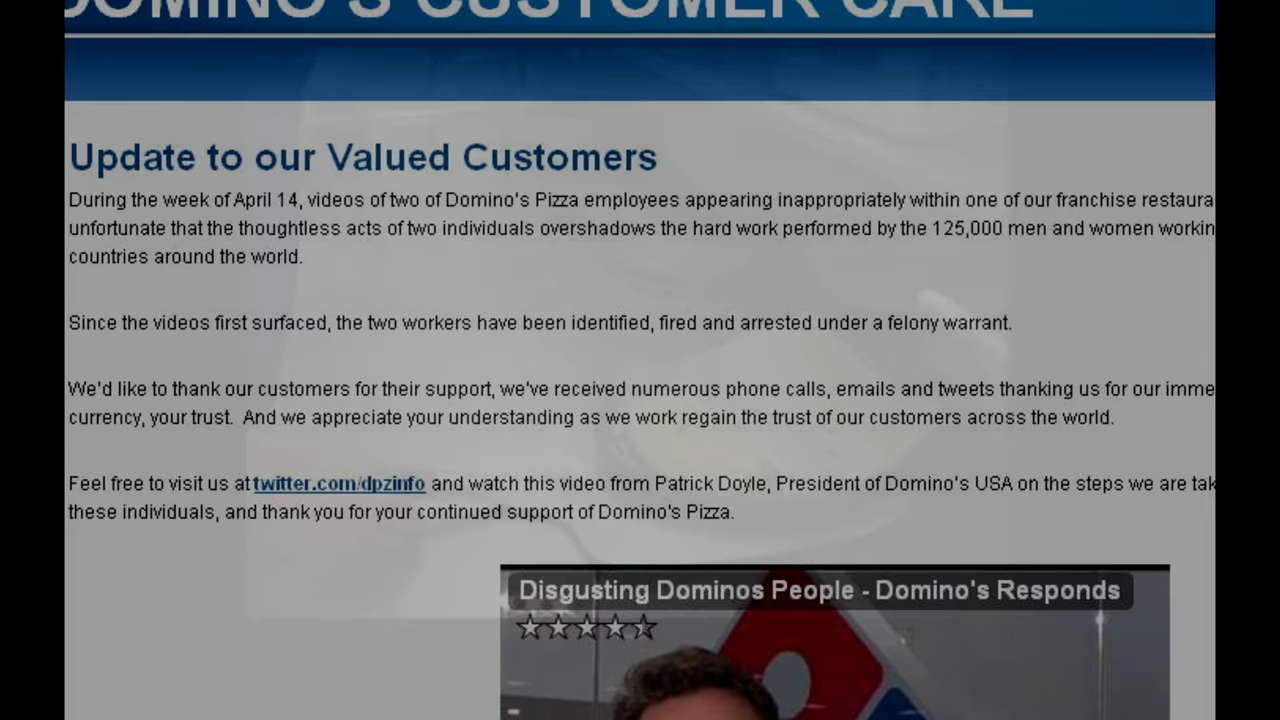 DOMINO'S CUSTOMER CARE
Update to our Valued Customers
During the week of April 14, videos of two of Domino's Pizza employees appearing inappropriately within one of our franchise restaura
unfortunate that the thoughtless acts of two individuals overshadows the hard work performed by the 125,000 men and women workin
countries around the world.
Since the videos first surfaced, the two workers have been identified, fired and arrested under a felony warrant.
We'd like to thank our customers for their support, we've received numerous phone calls, emails and tweets thanking us for our imme
currency, your trust. And we appreciate your understanding as we work regain the trust of our customers across the world.
Feel free to visit us at twitter.com/dpzinfo and watch this video from Patrick Doyle, President of Domino's USA on the steps we are tak
these individuals, and thank you for your continued support of Domino's Pizza.
Disgusting Dominos People - Domino's Responds